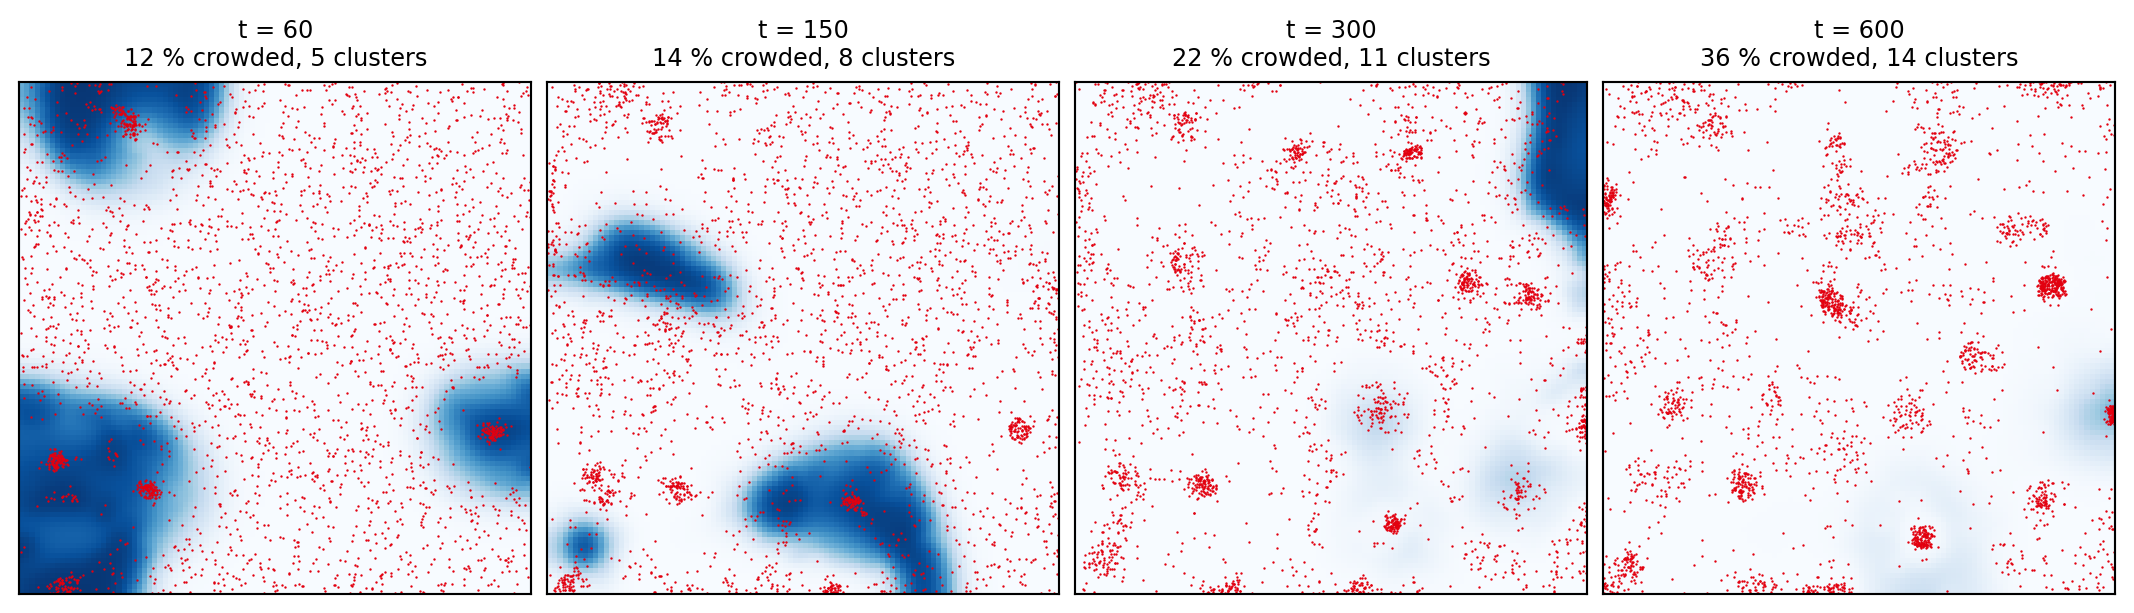 t = 60
12 % crowded, 5 clusters
t = 150
14 % crowded, 8 clusters
t = 300
22 % crowded, 11 clusters
t = 600
36 % crowded, 14 clusters